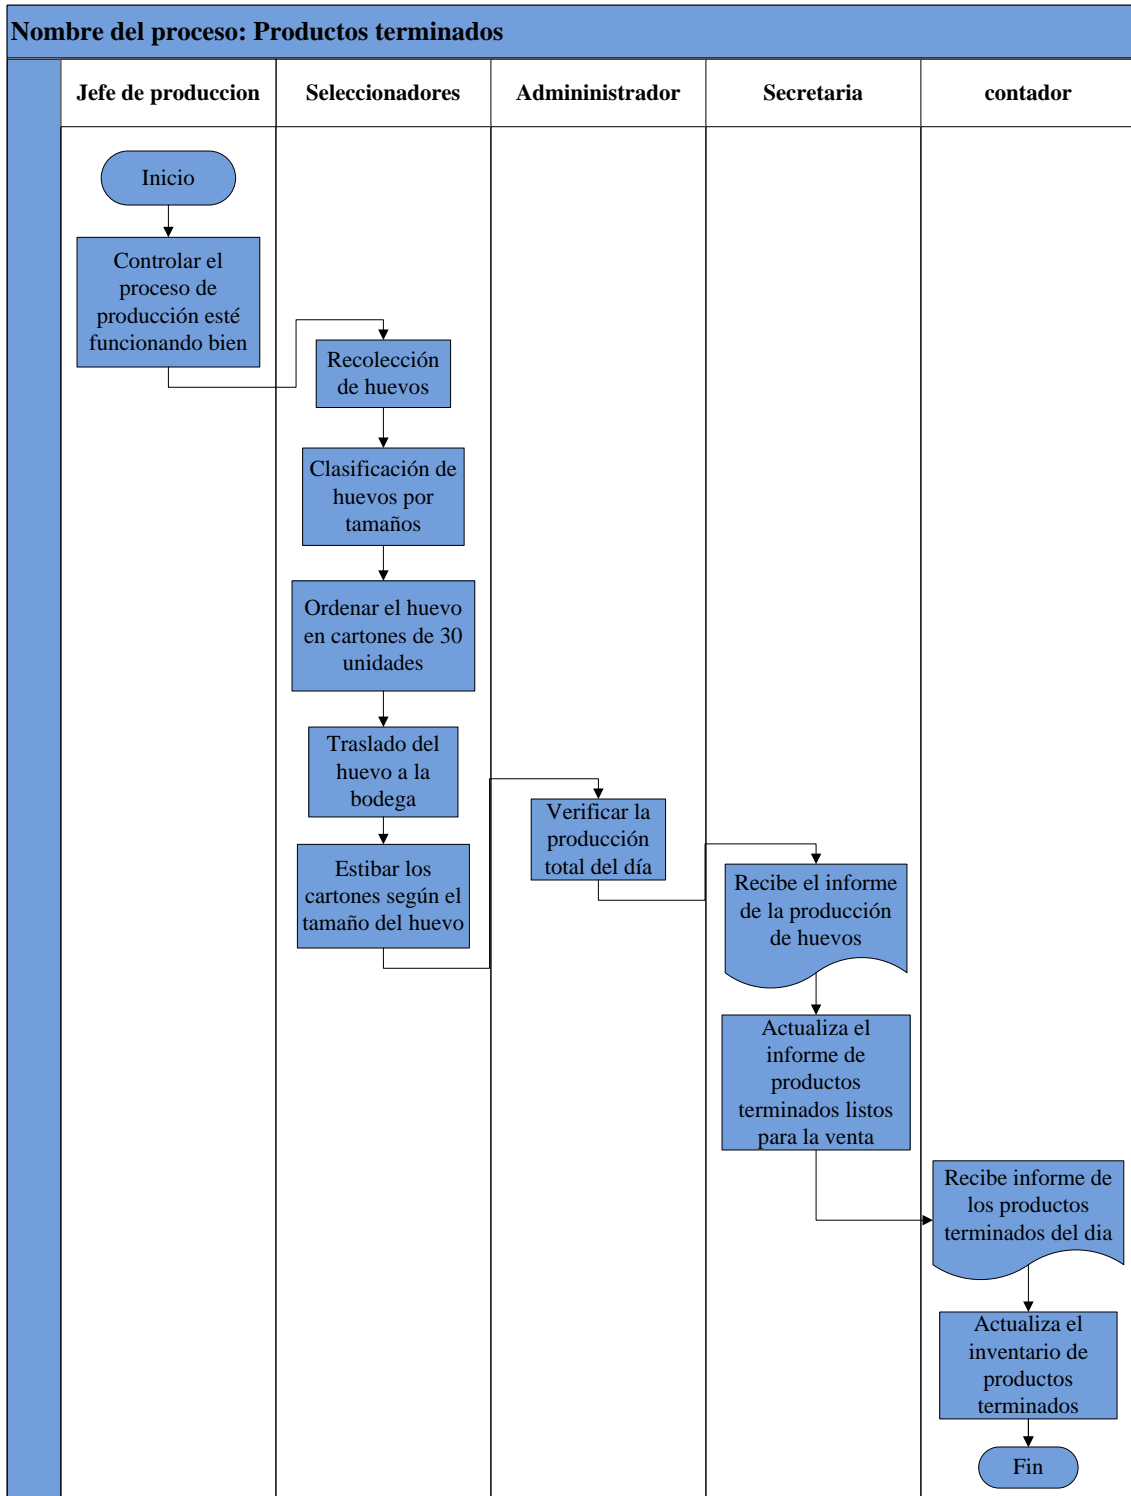 Nombre del proceso: Productos terminados
Jefe de produccion
Seleccionadores
Admininistrador
Secretaria
contador
Inicio
Controlar el
proceso de
producción esté
funcionando bien
Recolección
de huevos
Clasificación de
huevos por
tamaños
Ordenar el huevo
en cartones de 30
unidades
Traslado del
huevo a la
bodega
Estibar los
cartones según el
tamaño del huevo
Verificar la
producción
total del día
Recibe el informe
de la producción
de huevos
Actualiza el
informe de
productos
terminados listos
para la venta
Recibe informe de
los productos
terminados del dia
Actualiza el
inventario de
productos
terminados
Fin